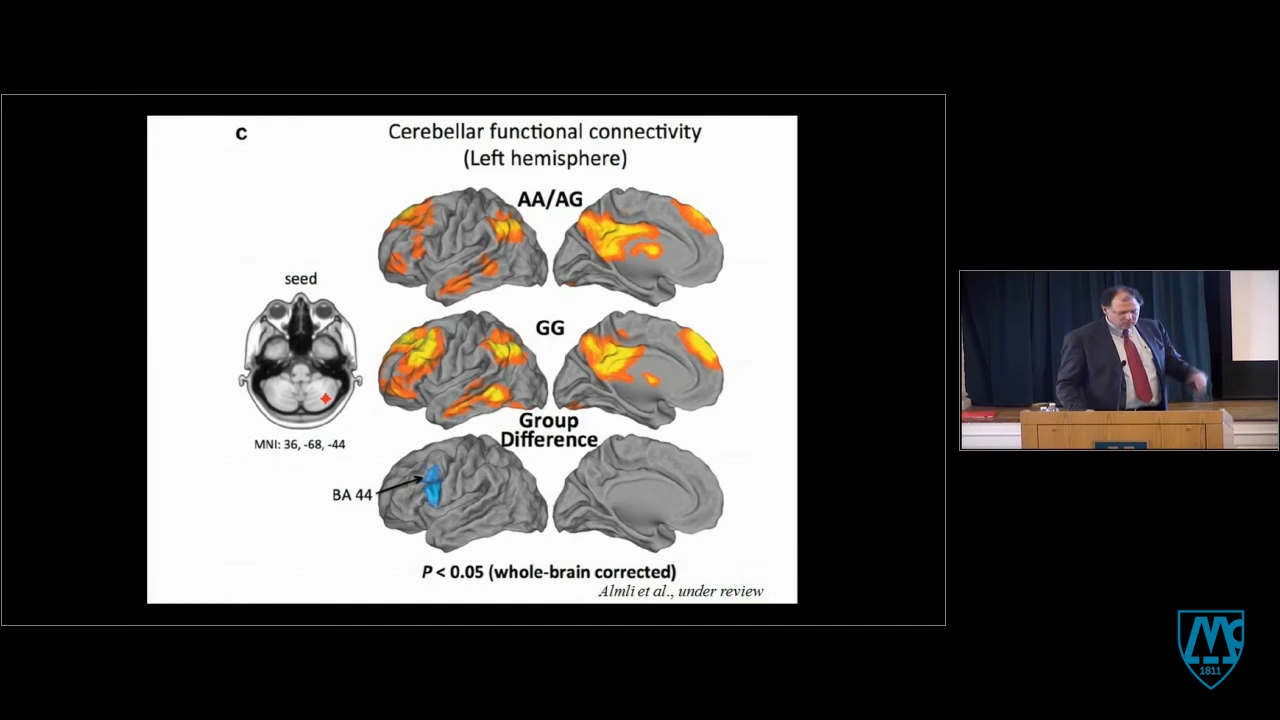 c
Cerebellar functional connectivity
(Left hemisphere)
AA/AG
seed
GG
MNI: 36, -68, -44
Group
Difference
BA 44
P < 0.05 (whole-brain corrected)
Almli et al., under review
Mc
1811